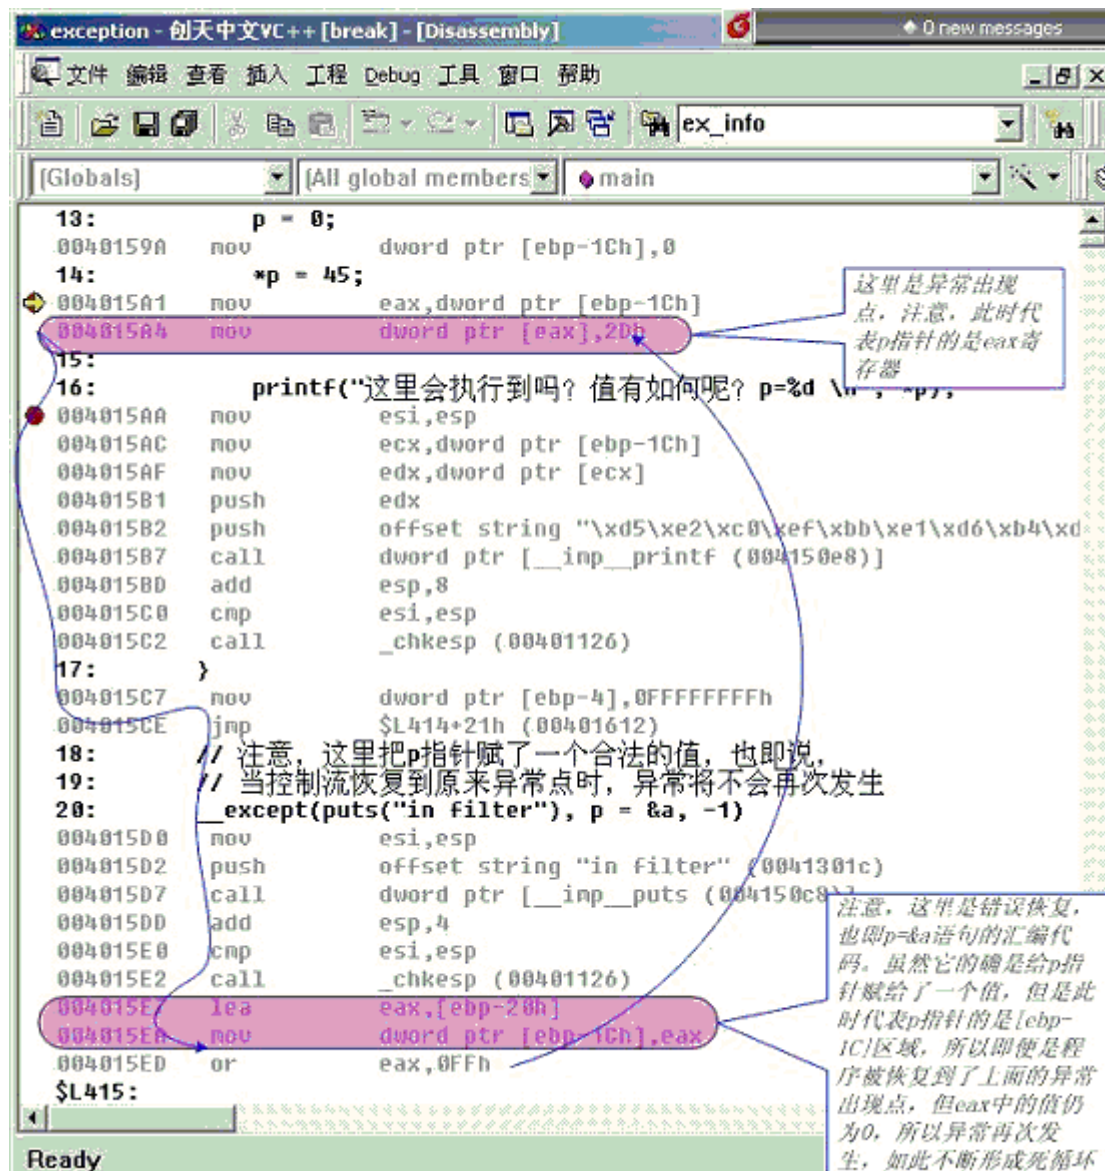 exception - 创天中文VC++ [break] - [Disassembly]
0 new messages
文件 编辑 查看 插入 工程 Debug 工具 窗口 帮助
ex_info
(Globals) (All global members main
13: p = 0;
0040159A mov dword ptr [ebp-1Ch],0
14: *p = 45;
004015A1 mov eax,dword ptr [ebp-1Ch]
004015A4 mov dword ptr [eax],2Dh
这里是异常出现
点，注意，此时代
表p指针的是eax寄
存器
15:
16: printf("这里会执行到吗？值有如何呢？p=%d \n", *p);
004015AA mov esi,esp
004015AC mov ecx,dword ptr [ebp-1Ch]
004015AF mov edx,dword ptr [ecx]
004015B1 push edx
004015B2 push offset string "\xd5\xe2\xc0\xef\xbb\xe1\xd6\xb4\xd
004015B7 call dword ptr [__imp__printf (004150e8)]
004015BD add esp,8
004015C0 cmp esi,esp
004015C2 call _chkesp (00401126)
17: }
004015C7 mov dword ptr [ebp-4],0FFFFFFFFh
004015CE jmp $L414+21h (00401612)
18: // 注意，这里把p指针赋了一个合法的值，也即说，
19: // 当控制流恢复到原来异常点时，异常将不会再次发生
20: __except(puts("in filter"), p = &a, -1)
004015D0 mov esi,esp
004015D2 push offset string "in filter" (0041301c)
004015D7 call dword ptr [__imp__puts (004150c8)]
004015DD add esp,4
004015E0 cmp esi,esp
004015E2 call _chkesp (00401126)
lea eax,[ebp-20h]
004015EA mov dword ptr [ebp-1Ch],eax
004015ED or eax,0FFh
$L415:
注意，这里是错误恢复，
也即p=&a语句的汇编代
码。虽然它的确是给p指
针赋给了一个值，但是此
时代表p指针的是[ebp-
1C]区域，所以即便是程
序被恢复到了上面的异常
出现点，但eax中的值仍
为0，所以异常再次发
生，如此不断形成死循环
Ready